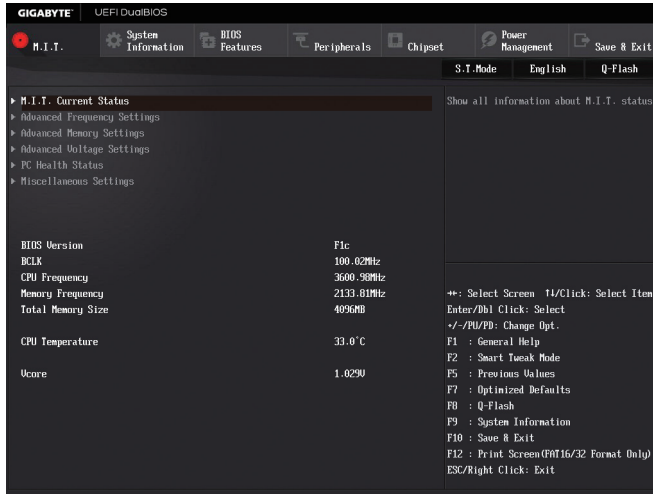 GIGABYTE™ UEFI DualBIOS
M.I.T.
System Information
BIOS Features
Peripherals
Chipset
Power Management
Save & Exit
S.T.Mode English Q-Flash
M.I.T. Current Status
Advanced Frequency Settings
Advanced Memory Settings
Advanced Voltage Settings
PC Health Status
Miscellaneous Settings
BIOS Version F1c
BCLK 100.02MHz
CPU Frequency 3600.98MHz
Memory Frequency 2133.81MHz
Total Memory Size 4096MB
CPU Temperature 33.0°C
Vcore 1.029V
Show all information about M.I.T. status
→←: Select Screen ↑↓/Click: Select Item
Enter/Dbl Click: Select
+/-/PU/PD: Change Opt.
F1 : General Help
F2 : Smart Tweak Mode
F5 : Previous Values
F7 : Optimized Defaults
F8 : Q-Flash
F9 : System Information
F10 : Save & Exit
F12 : Print Screen(FAT16/32 Format Only)
ESC/Right Click: Exit